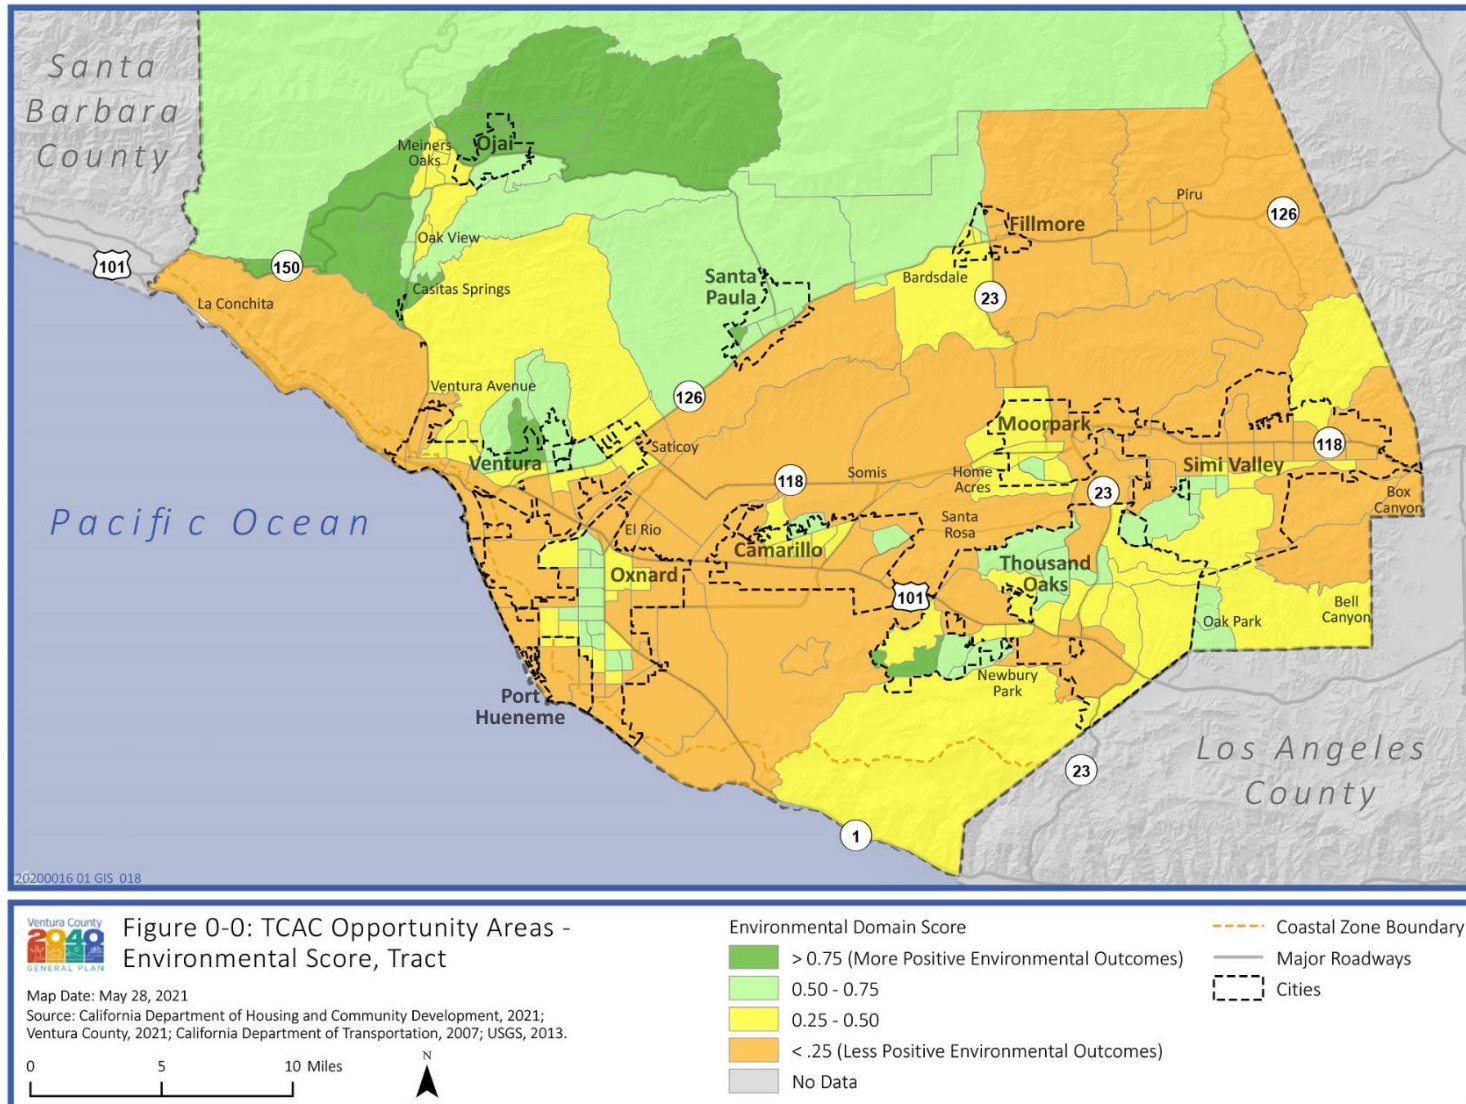 Santa
Barbara
County
Ojai
Meiners
Oaks
Piru
126
Fillmore
Oak View
101
150
Santa
Paula
Bardsdale
Casitas Springs
23
La Conchita
Ventura Avenue
126
Moorpark
Saticoy
118
Ventura
Simi Valley
118
Somis
Home
Acres
23
Box
Canyon
Pacific Ocean
El Rio
Santa
Rosa
Camarillo
Thousand
Oaks
Oxnard
101
Bell
Canyon
Oak Park
Newbury
Park
Port
Hueneme
Los Angeles
County
23
1
20200016 01 GIS 018
Ventura County
2040
GENERAL PLAN
Figure 0-0: TCAC Opportunity Areas -
Environmental Score, Tract
Map Date: May 28, 2021
Source: California Department of Housing and Community Development, 2021;
Ventura County, 2021; California Department of Transportation, 2007; USGS, 2013.
0 5 10 Miles
N
Environmental Domain Score
> 0.75 (More Positive Environmental Outcomes)
0.50 - 0.75
0.25 - 0.50
< .25 (Less Positive Environmental Outcomes)
No Data
Coastal Zone Boundary
Major Roadways
Cities